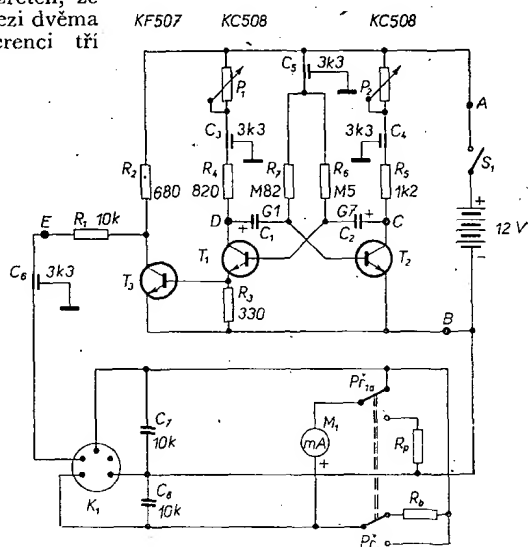 ezi dvěma
erenci tří
KF507
KC508
KC508
C5
3k3
P1
P2
A
C3
3k3
3k3
C4
S1
R2
680
R4
820
R7
M82
R6
M5
R5
1k2
+
12 V
-
E
R1 10k
D
+
G1
C1
G7
+
C2
C
T1
T2
C6
3k3
T3
R3
330
B
Př1a
C7
10k
M1
mA
+
Rp
K1
C8
10k
Rb
Př